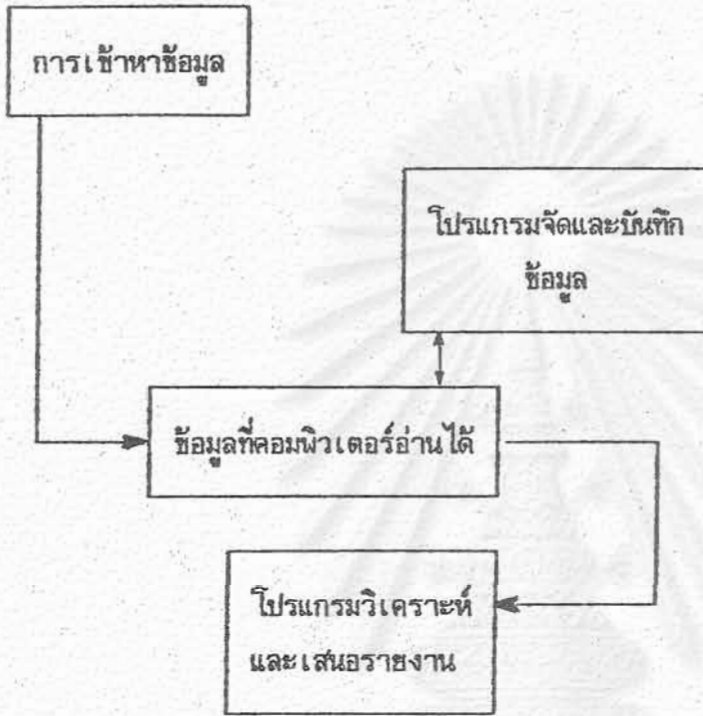 การเข้าหาข้อมูล
โปรแกรมจัดและบันทึก
ข้อมูล
ข้อมูลที่คอมพิวเตอร์อ่านได้
โปรแกรมวิเคราะห์
และเสนอรายงาน